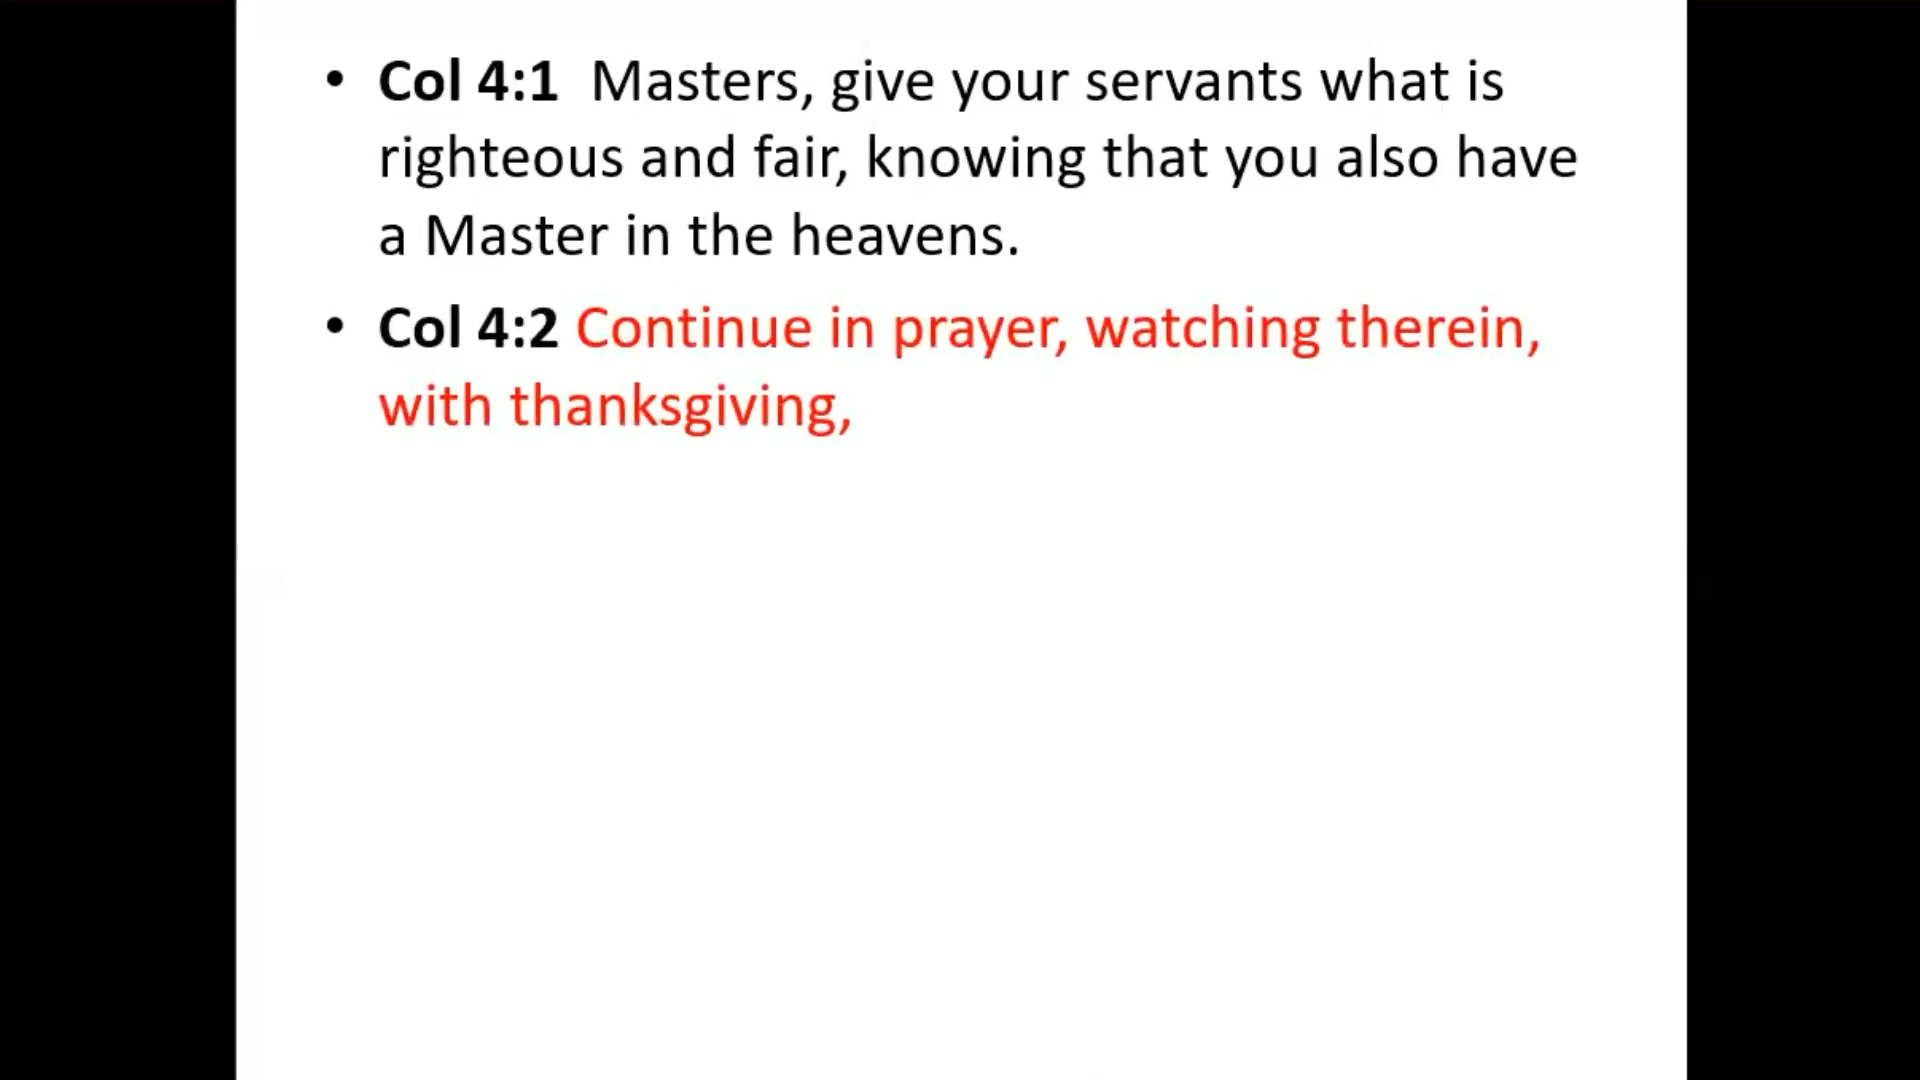 • Col 4:1  Masters, give your servants what is
righteous and fair, knowing that you also have
a Master in the heavens.
• Col 4:2 Continue in prayer, watching therein,
with thanksgiving,